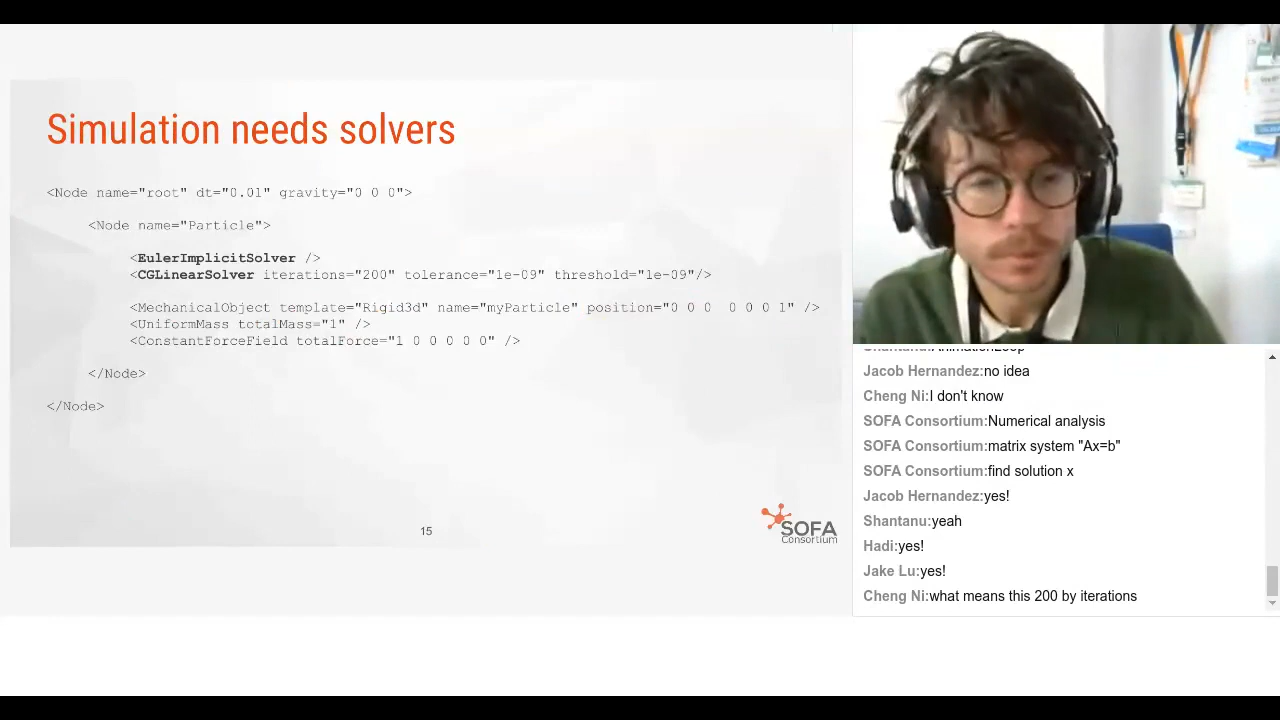 Simulation needs solvers
<Node name="root" dt="0.01" gravity="0 0 0">
<Node name="Particle">
<EulerImplicitSolver />
<CGLinearSolver iterations="200" tolerance="1e-09" threshold="1e-09"/>
<MechanicalObject template="Rigid3d" name="myParticle" position="0 0 0  0 0 0 1" />
<UniformMass totalMass="1" />
<ConstantForceField totalForce="1 0 0 0 0 0" />
</Node>
</Node>
15
SOFA
Consortium
Jacob Hernandez:no idea
Cheng Ni:I don't know
SOFA Consortium:Numerical analysis
SOFA Consortium:matrix system "Ax=b"
SOFA Consortium:find solution x
Jacob Hernandez:yes!
Shantanu:yeah
Hadi:yes!
Jake Lu:yes!
Cheng Ni:what means this 200 by iterations